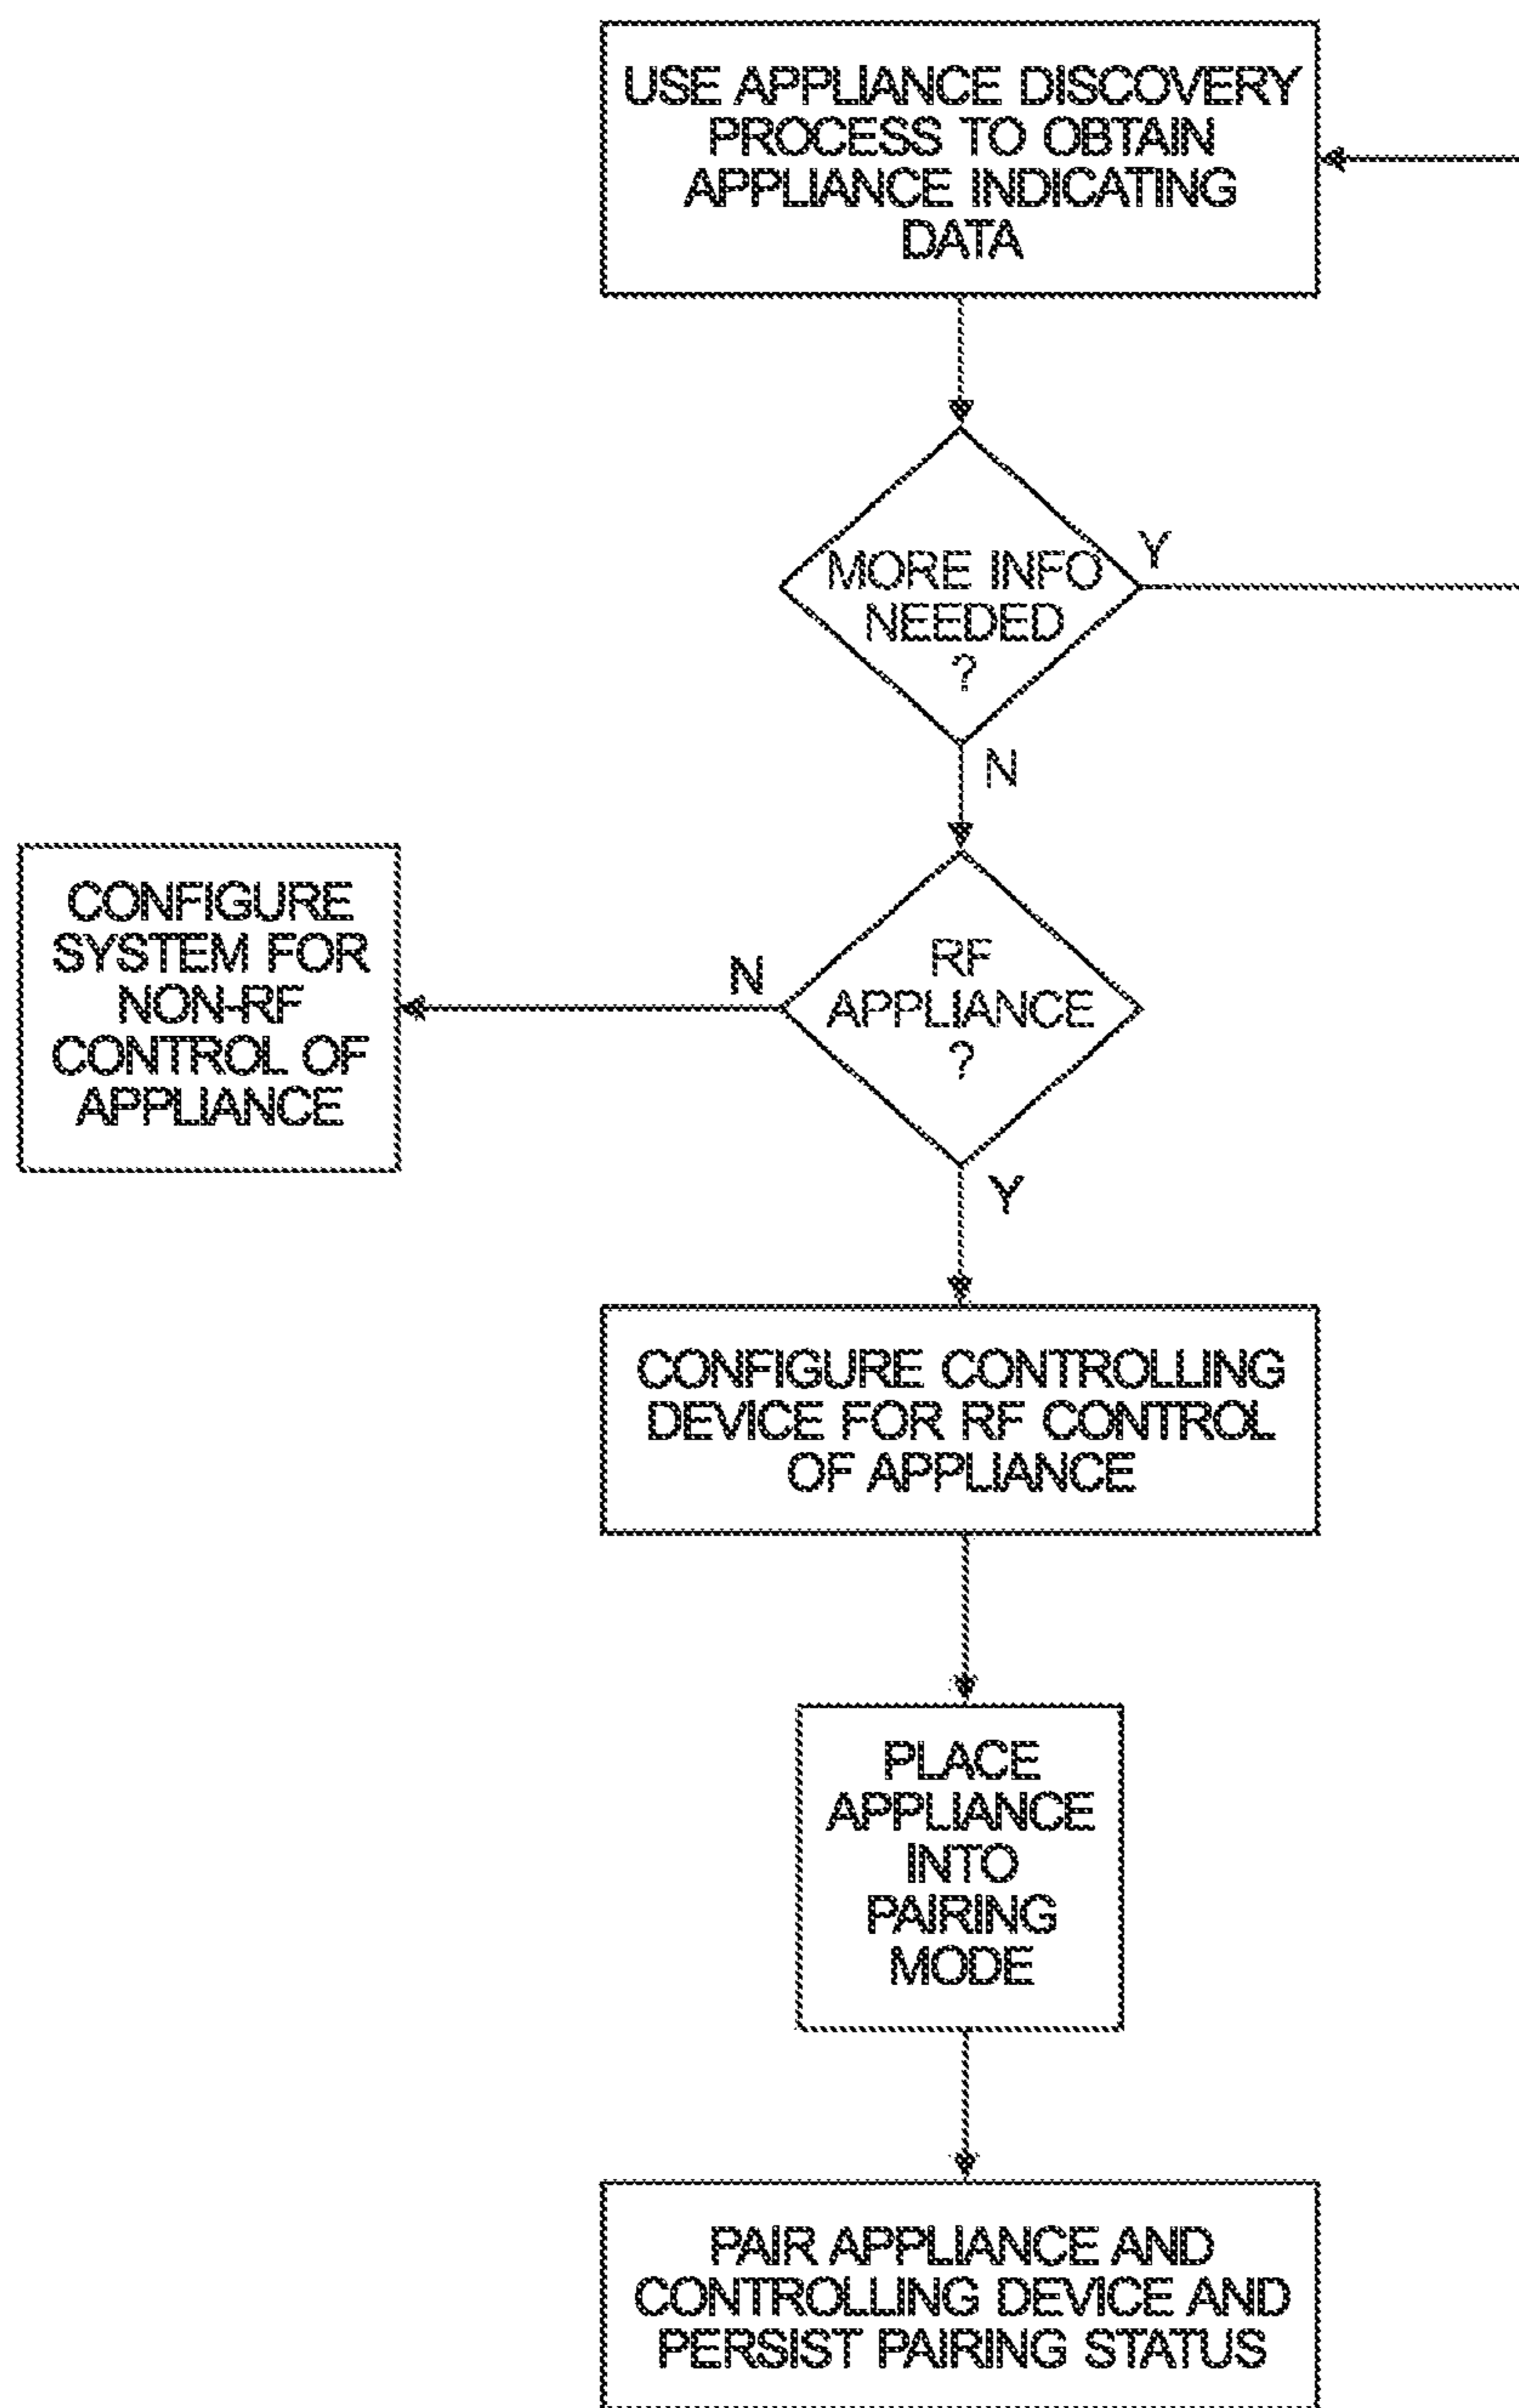 USE APPLIANCE DISCOVERY
PROCESS TO OBTAIN
APPLIANCE INDICATING
DATA
MORE INFO
NEEDED
?
Y
N
RF
APPLIANCE
?
N
Y
CONFIGURE
SYSTEM FOR
NON-RF
CONTROL OF
APPLIANCE
CONFIGURE CONTROLLING
DEVICE FOR RF CONTROL
OF APPLIANCE
PLACE
APPLIANCE
INTO
PAIRING
MODE
PAIR APPLIANCE AND
CONTROLLING DEVICE AND
PERSIST PAIRING STATUS